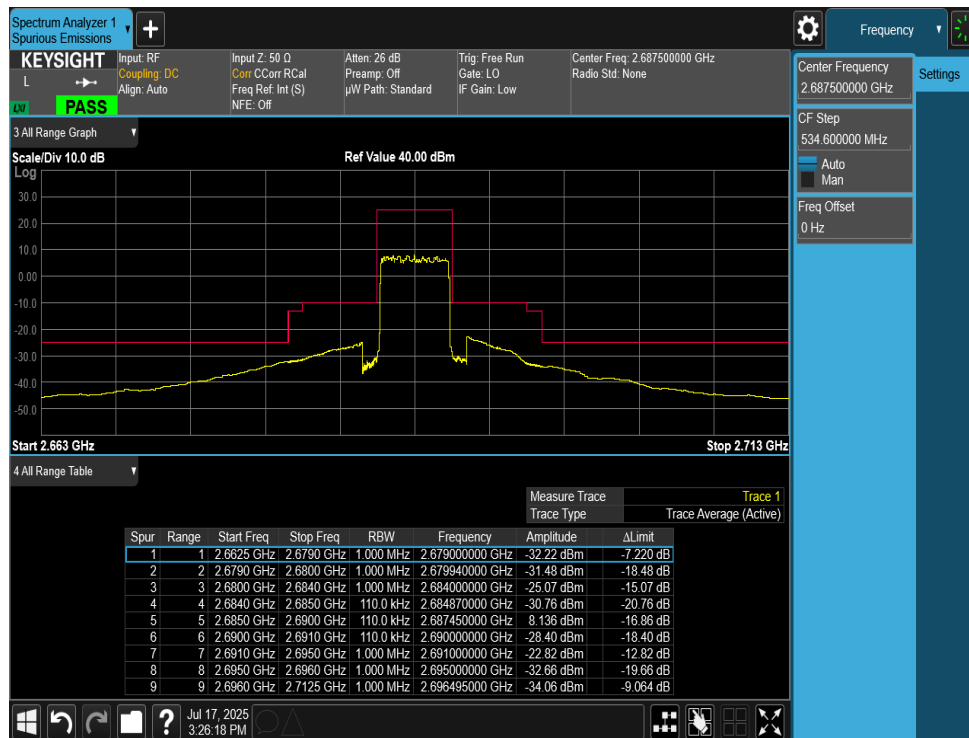 Spectrum Analyzer 1
Spurious Emissions
+
Frequency
KEYSIGHT
L
LXI
PASS
Input: RF
Coupling: DC
Align: Auto
Input Z: 50 Ω
Corr CCorr RCal
Freq Ref: Int (S)
NFE: Off
Atten: 26 dB
Preamp: Off
µW Path: Standard
Trig: Free Run
Gate: LO
IF Gain: Low
Center Freq: 2.687500000 GHz
Radio Std: None
Center Frequency
2.687500000 GHz
Settings
CF Step
534.600000 MHz
Auto
Man
Freq Offset
0 Hz
3 All Range Graph
Scale/Div 10.0 dB
Ref Value 40.00 dBm
Log
30.0
20.0
10.0
0.00
-10.0
-20.0
-30.0
-40.0
-50.0
Start 2.663 GHz
Stop 2.713 GHz
4 All Range Table
Measure Trace Trace 1
Trace Type Trace Average (Active)
Spur Range Start Freq Stop Freq RBW Frequency Amplitude ΔLimit
1 1 2.6625 GHz 2.6790 GHz 1.000 MHz 2.679000000 GHz -32.22 dBm -7.220 dB
2 2 2.6790 GHz 2.6800 GHz 1.000 MHz 2.679940000 GHz -31.48 dBm -18.48 dB
3 3 2.6800 GHz 2.6840 GHz 1.000 MHz 2.684000000 GHz -25.07 dBm -15.07 dB
4 4 2.6840 GHz 2.6850 GHz 110.0 kHz 2.684870000 GHz -30.76 dBm -20.76 dB
5 5 2.6850 GHz 2.6900 GHz 110.0 kHz 2.687450000 GHz 8.136 dBm -16.86 dB
6 6 2.6900 GHz 2.6910 GHz 110.0 kHz 2.690000000 GHz -28.40 dBm -18.40 dB
7 7 2.6910 GHz 2.6950 GHz 1.000 MHz 2.691000000 GHz -22.82 dBm -12.82 dB
8 8 2.6950 GHz 2.6960 GHz 1.000 MHz 2.695000000 GHz -32.66 dBm -19.66 dB
9 9 2.6960 GHz 2.7125 GHz 1.000 MHz 2.696495000 GHz -34.06 dBm -9.064 dB
?
Jul 17, 2025
3:26:18 PM